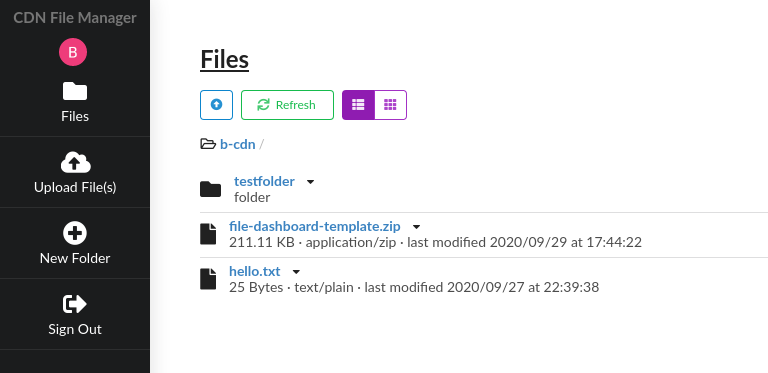 CDN File Manager
B
Files
Upload File(s)
New Folder
Sign Out
Files
Refresh
b-cdn /
testfolder
folder
file-dashboard-template.zip
211.11 KB · application/zip · last modified 2020/09/29 at 17:44:22
hello.txt
25 Bytes · text/plain · last modified 2020/09/27 at 22:39:38